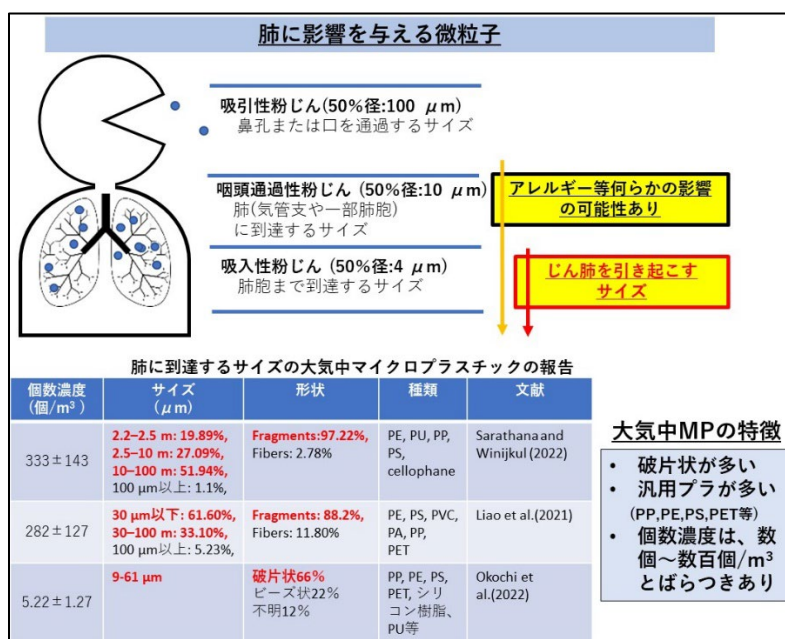 肺に影響を与える微粒子
吸引性粉じん(50%径:100 μm)
鼻孔または口を通過するサイズ
咽頭通過性粉じん (50%径:10 μm)
肺(気管支や一部肺胞)
に到達するサイズ
吸入性粉じん (50%径:4 μm)
肺胞まで到達するサイズ
アレルギー等何らかの影響
の可能性あり
じん肺を引き起こす
サイズ
肺に到達するサイズの大気中マイクロプラスチックの報告
個数濃度
(個/m³ )
サイズ
(μm)
形状
種類
文献
333±143
2.2–2.5 m: 19.89%,
2.5-10 m: 27.09%,
10–100 m: 51.94%,
100 μm以上: 1.1%,
Fragments:97.22%,
Fibers: 2.78%
PE, PU, PP,
PS,
cellophane
Sarathana and
Winijkul (2022)
282±127
30 μm以下: 61.60%,
30–100 m: 33.10%,
100 μm以上: 5.23%,
Fragments: 88.2%,
Fibers: 11.80%
PE, PS, PVC,
PA, PP,
PET
Liao et al.(2021)
5.22±1.27
9-61 μm
破片状66%
ビーズ状22%
不明12%
PP, PE, PS,
PET, シリ
コン樹脂、
PU等
Okochi et
al.(2022)
大気中MPの特徴
• 破片状が多い
• 汎用プラが多い
(PP,PE,PS,PET等)
• 個数濃度は、数
個～数百個/m³
とばらつきあり